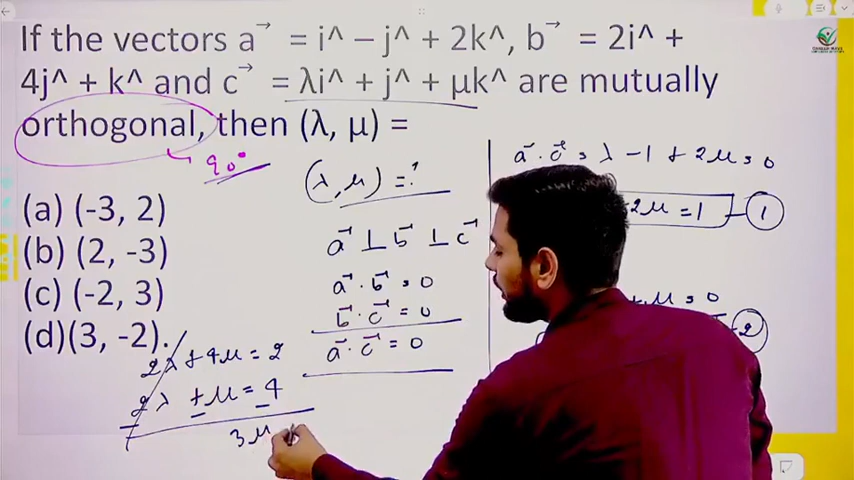 If the vectors a→ = i^ − j^ + 2k^, b→ = 2i^ +
4j^ + k^ and c→ = λi^ + j^ + μk^ are mutually
orthogonal, then (λ, μ) =
90°
(a) (-3, 2)
(b) (2, -3)
(c) (-2, 3)
(d)(3, -2).
(λ, μ) = ?
a→ ⊥ b→ ⊥ c→
a→ · b→ = 0
b→ · c→ = 0
a→ · c→ = 0
2λ + 4μ = 2
2λ + μ = 4
3μ
a→ · c→ = λ − 1 + 2μ = 0
2μ = 1 — 1
+ μ = 0
2